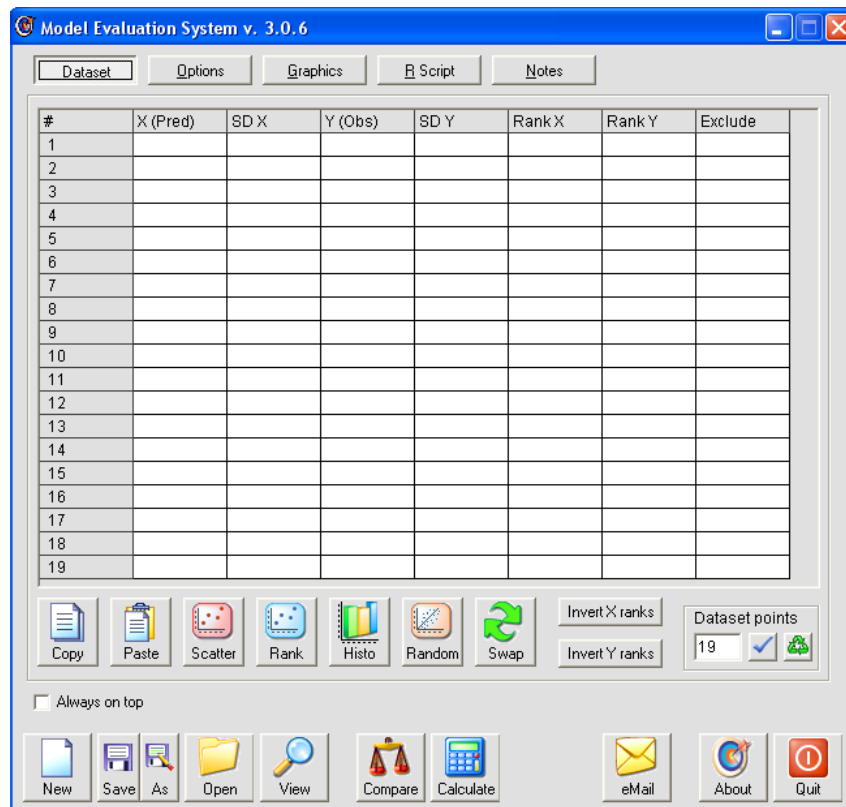 Model Evaluation System v. 3.0.6
Dataset Options Graphics R Script Notes
# X (Pred) SD X Y (Obs) SD Y Rank X Rank Y Exclude
1
2
3
4
5
6
7
8
9
10
11
12
13
14
15
16
17
18
19
Copy Paste Scatter Rank Histo Random Swap
Invert X ranks
Invert Y ranks
Dataset points
19
Always on top
New Save As Open View Compare Calculate eMail About Quit